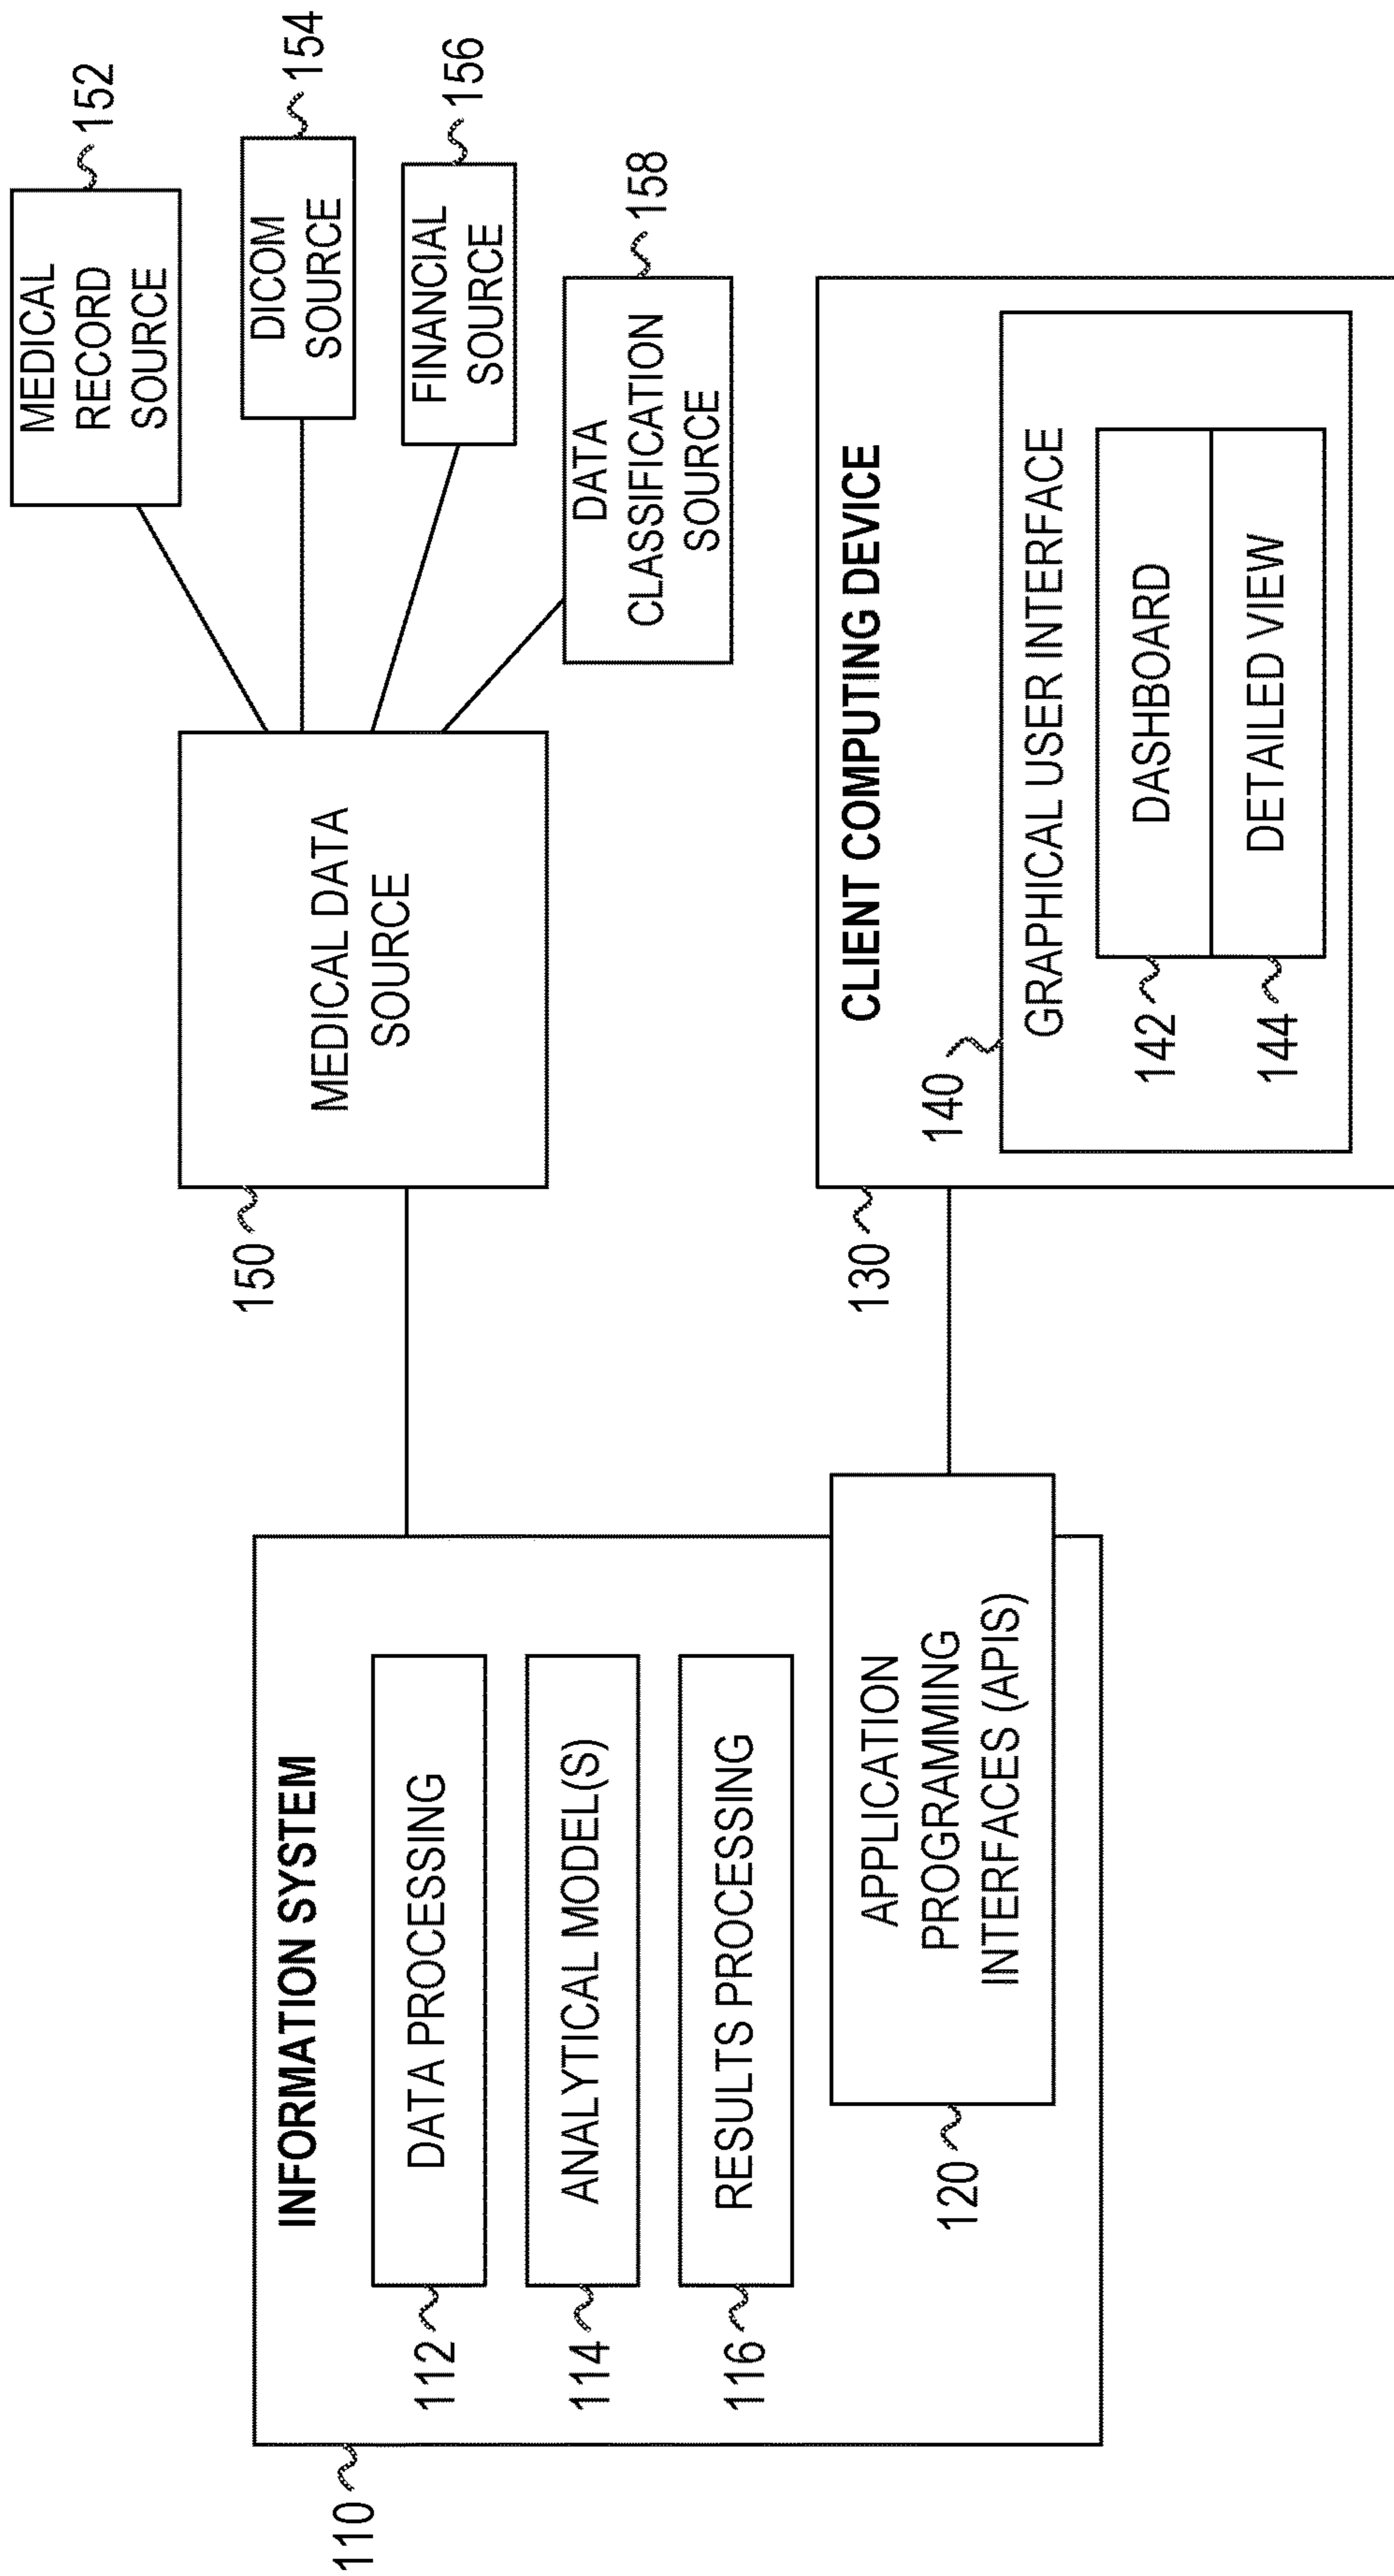 INFORMATION SYSTEM
110
DATA PROCESSING
112
ANALYTICAL MODEL(S)
114
RESULTS PROCESSING
116
APPLICATION
PROGRAMMING
INTERFACES (APIS)
120
MEDICAL DATA
SOURCE
150
MEDICAL
RECORD
SOURCE
152
DICOM
SOURCE
154
FINANCIAL
SOURCE
156
DATA
CLASSIFICATION
SOURCE
158
CLIENT COMPUTING DEVICE
130
140
GRAPHICAL USER INTERFACE
DASHBOARD
142
DETAILED VIEW
144